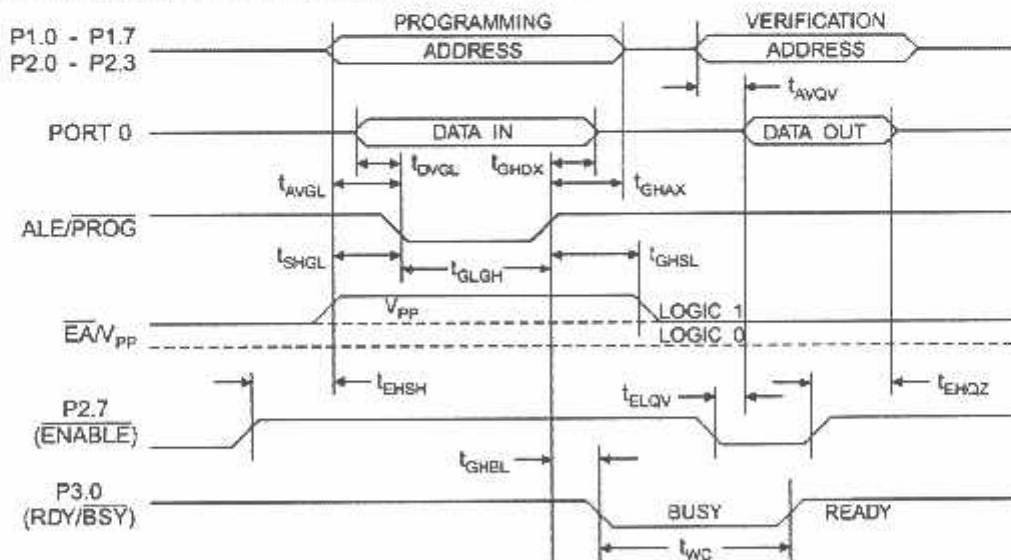 PROGRAMMING
VERIFICATION
P1.0 - P1.7
P2.0 - P2.3
ADDRESS
ADDRESS
tAVQV
PORT 0
DATA IN
DATA OUT
tDVGL
tGHDX
tAVGL
tGHAX
ALE/PROG
tSHGL
tGLGH
tGHSL
VPP
LOGIC 1
EA/VPP
LOGIC 0
tEHSH
tELQV
tEHQZ
P2.7
(ENABLE)
tGHBL
P3.0
(RDY/BSY)
BUSY
READY
tWC